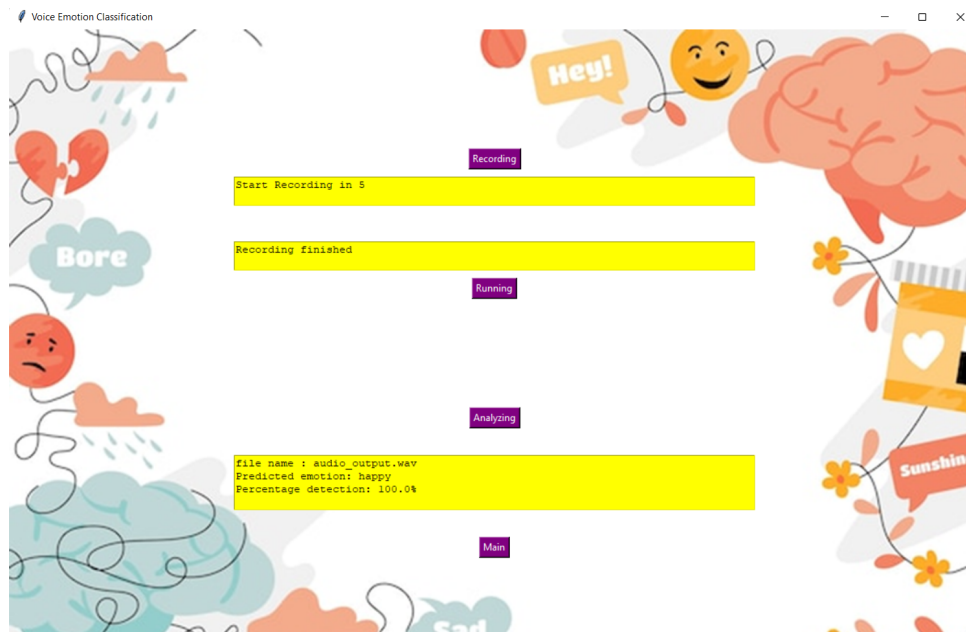 Voice Emotion Classification
Hey!
Recording
Start Recording in 5
Bore
Recording finished
Running
Analyzing
file name : audio_output.wav
Predicted emotion: happy
Percentage detection: 100.0%
Main
Sad